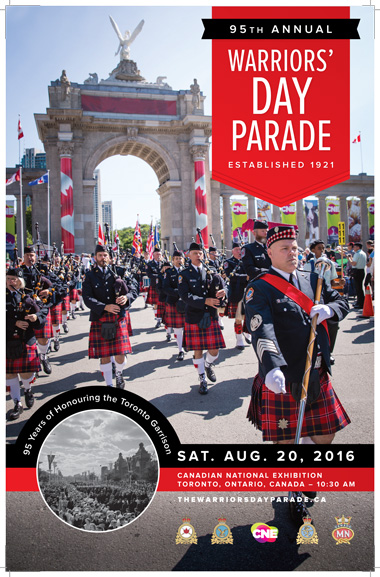 95TH ANNUAL
WARRIORS'
DAY
PARADE
ESTABLISHED 1921
95 Years of Honouring the Toronto Garrison
SAT. AUG. 20, 2016
CANADIAN NATIONAL EXHIBITION
TORONTO, ONTARIO, CANADA – 10:30 AM
THEWARRIORSDAYPARADE.CA
CNE
MN